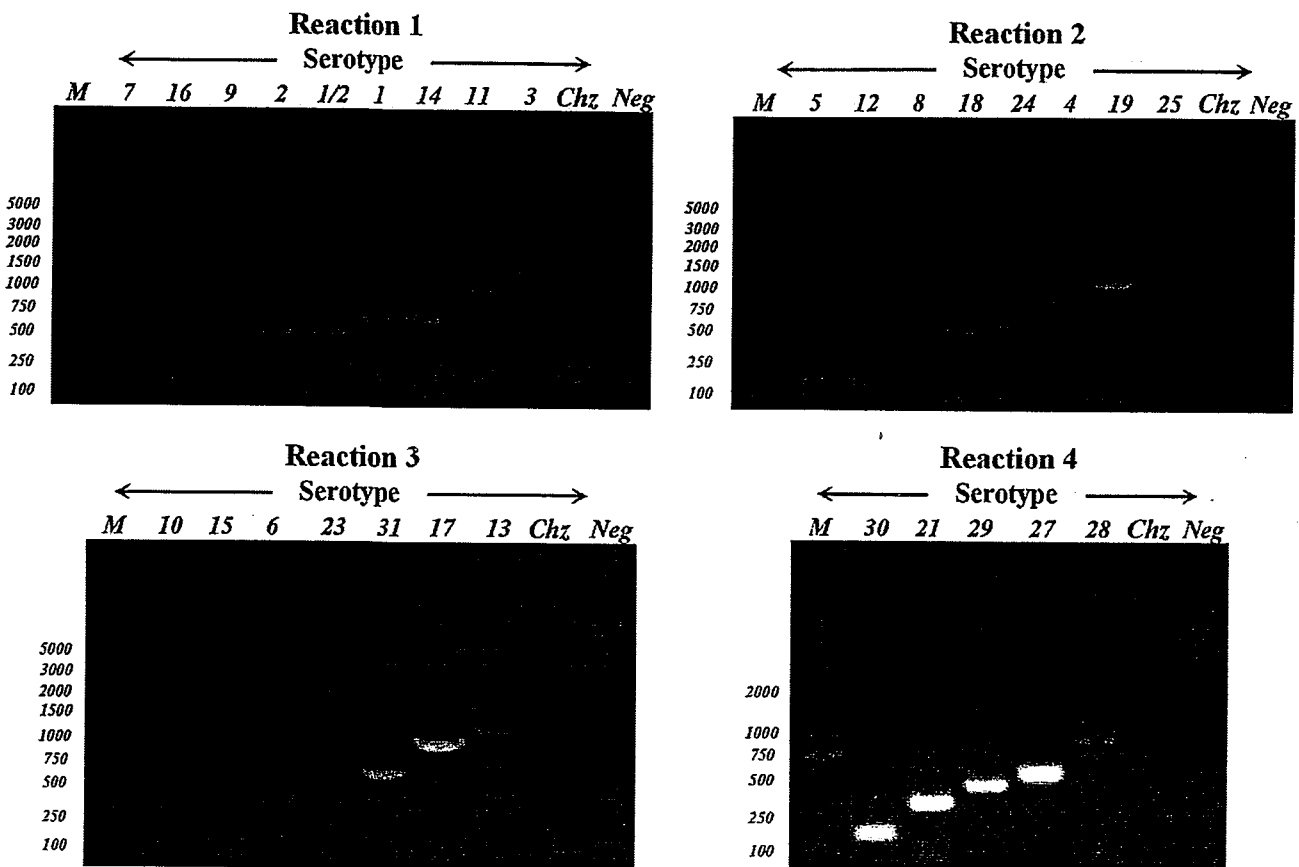 Reaction 1
Serotype
M 7 16 9 2 1/2 1 14 11 3 Chz Neg
5000
3000
2000
1500
1000
750
500
250
100
Reaction 2
Serotype
M 5 12 8 18 24 4 19 25 Chz Neg
5000
3000
2000
1500
1000
750
500
250
100
Reaction 3
Serotype
M 10 15 6 23 31 17 13 Chz Neg
5000
3000
2000
1500
1000
750
500
250
100
Reaction 4
Serotype
M 30 21 29 27 28 Chz Neg
2000
1000
750
500
250
100